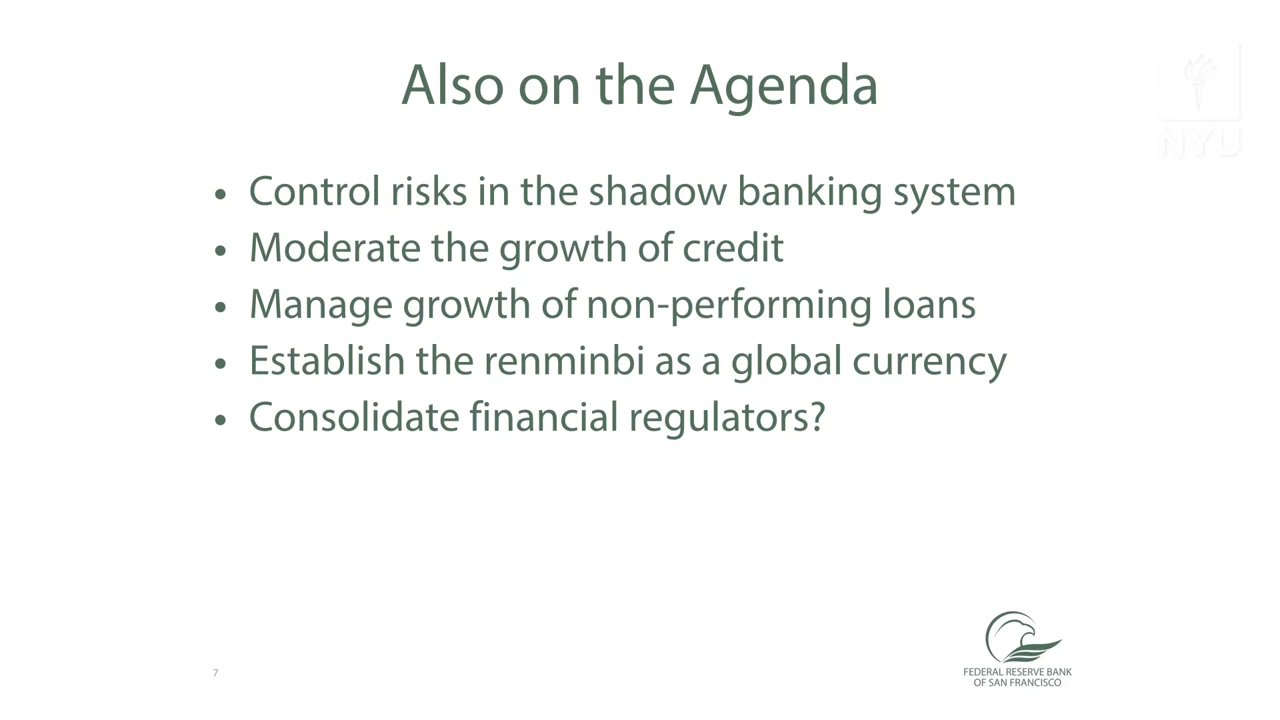 Also on the Agenda
• Control risks in the shadow banking system
• Moderate the growth of credit
• Manage growth of non-performing loans
• Establish the renminbi as a global currency
• Consolidate financial regulators?
7
FEDERAL RESERVE BANK
OF SAN FRANCISCO
NYU